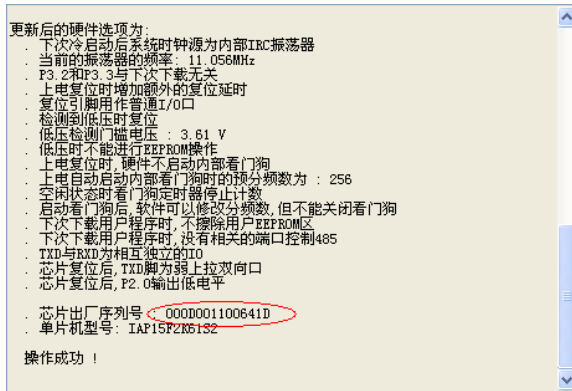 更新后的硬件选项为:
. 下次冷启动后系统时钟源为内部IRC振荡器
. 当前的振荡器的频率: 11.056MHz
. P3.2和P3.3与下次下载无关
. 上电复位时增加额外的复位延时
. 复位引脚用作普通I/O口
. 检测到低压时复位
. 低压检测门槛电压 : 3.61 V
. 低压时不能进行EEPROM操作
. 上电复位时,硬件不启动内部看门狗
. 上电自动启动内部看门狗时的预分频数为 : 256
. 空闲状态时看门狗定时器停止计数
. 启动看门狗后,软件可以修改分频数,但不能关闭看门狗
. 下次下载用户程序时,不擦除用户EEPROM区
. 下次下载用户程序时,没有相关的端口控制485
. TXD与RXD为相互独立的IO
. 芯片复位后,TXD脚为弱上拉双向口
. 芯片复位后,P2.0输出低电平
. 芯片出厂序列号 : 000D001100641D
. 单片机型号: IAP15F2K61S2
操作成功 !